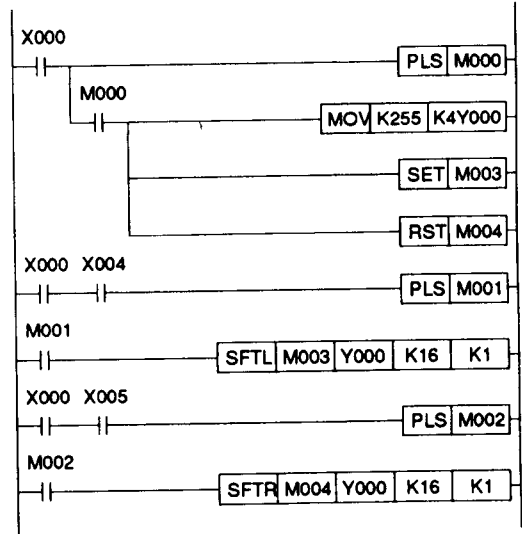 X000
PLS M000
M000
MOV K255 K4Y000
SET M003
RST M004
X000 X004
PLS M001
M001
SFTL M003 Y000 K16 K1
X000 X005
PLS M002
M002
SFTR M004 Y000 K16 K1